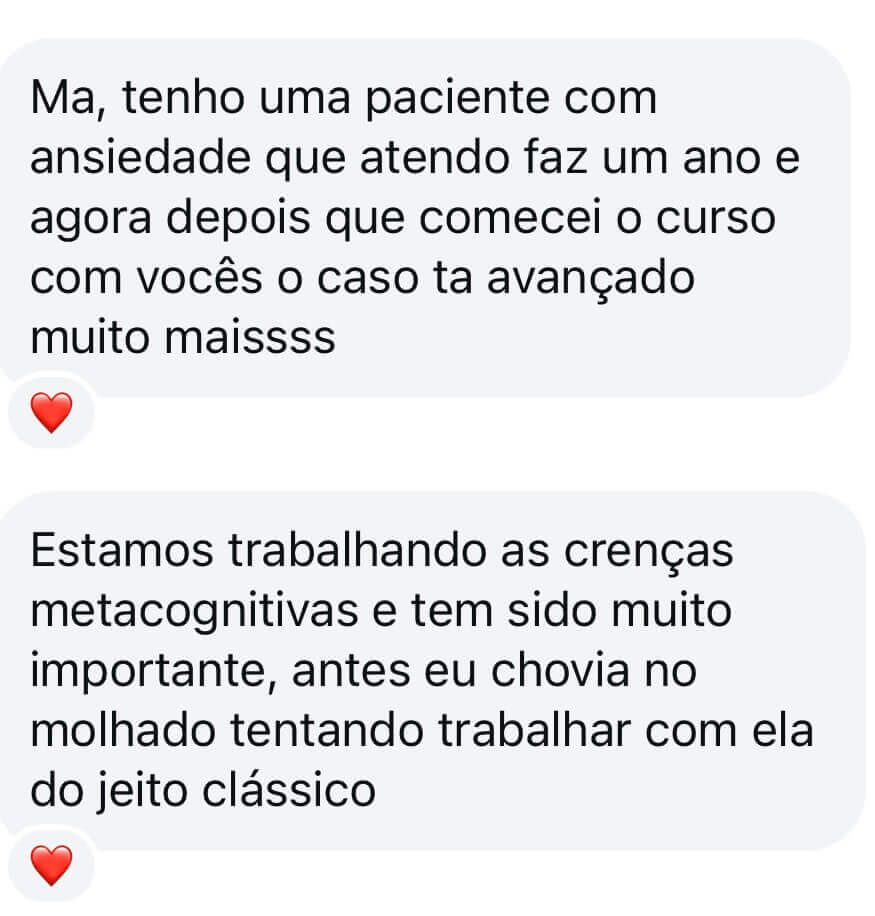 Ma, tenho uma paciente com
ansiedade que atendo faz um ano e
agora depois que comecei o curso
com vocês o caso ta avançado
muito maissss
Estamos trabalhando as crenças
metacognitivas e tem sido muito
importante, antes eu chovia no
molhado tentando trabalhar com ela
do jeito clássico